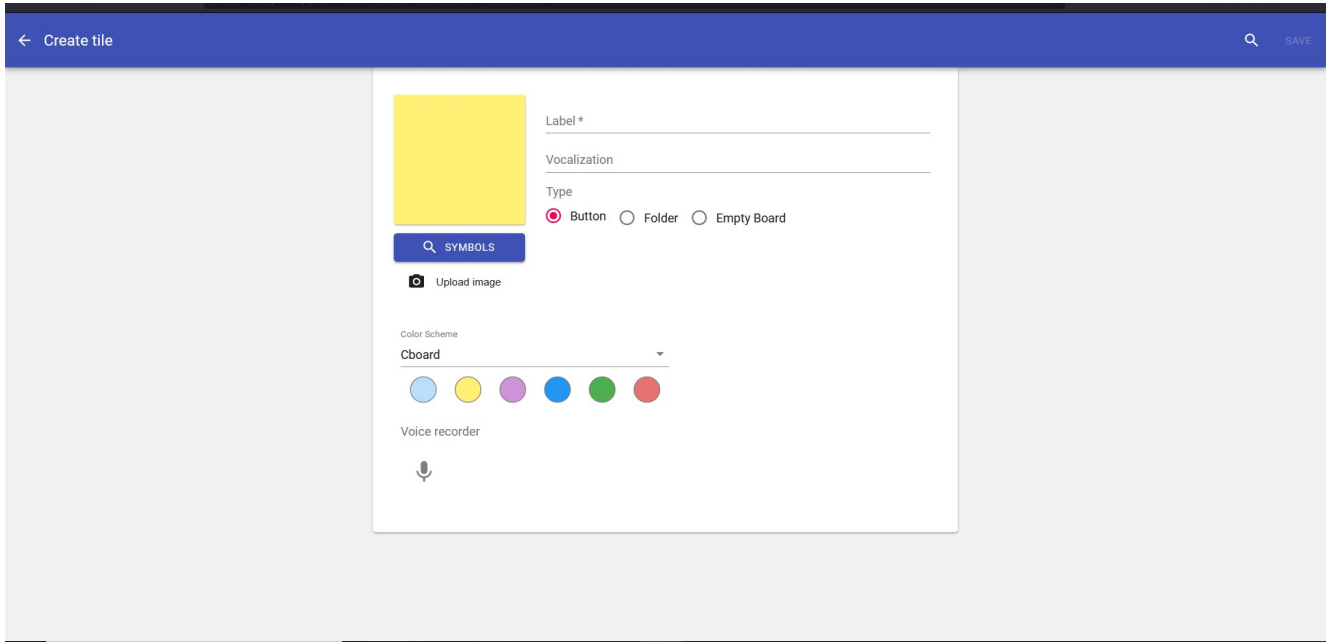 Create tile
SAVE
Label *
Vocalization
Type
Button Folder Empty Board
SYMBOLS
Upload image
Color Scheme
Cboard
Voice recorder